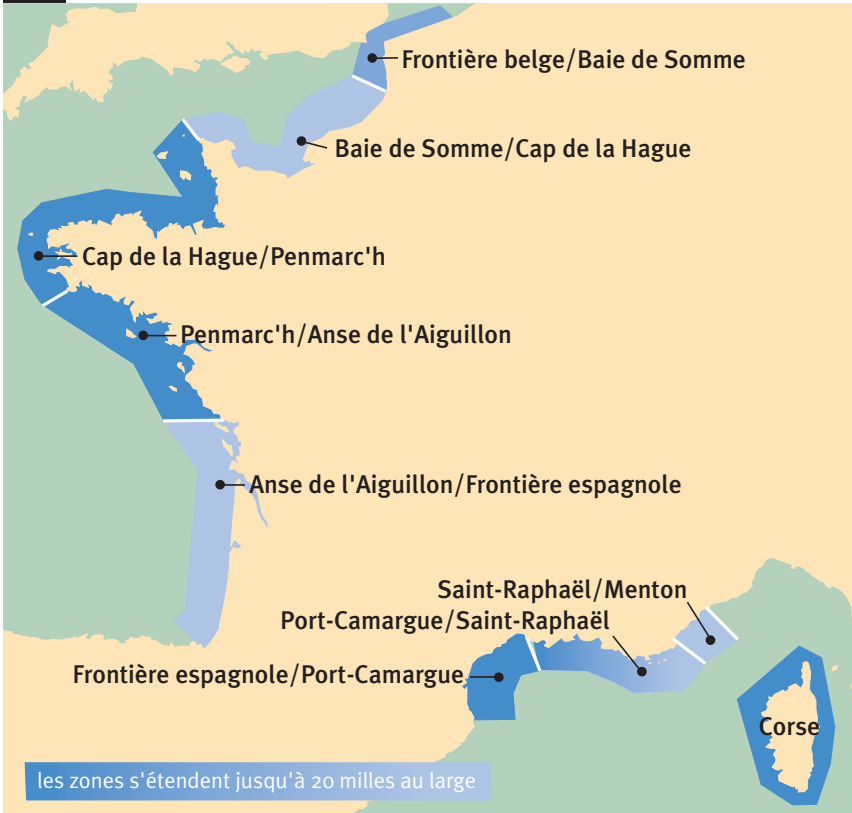 Frontière belge/Baie de Somme
Baie de Somme/Cap de la Hague
Cap de la Hague/Penmarc'h
Penmarc'h/Anse de l'Aiguillon
Anse de l'Aiguillon/Frontière espagnole
Saint-Raphaël/Menton
Port-Camargue/Saint-Raphaël
Frontière espagnole/Port-Camargue
Corse
les zones s'étendent jusqu'à 20 milles au large